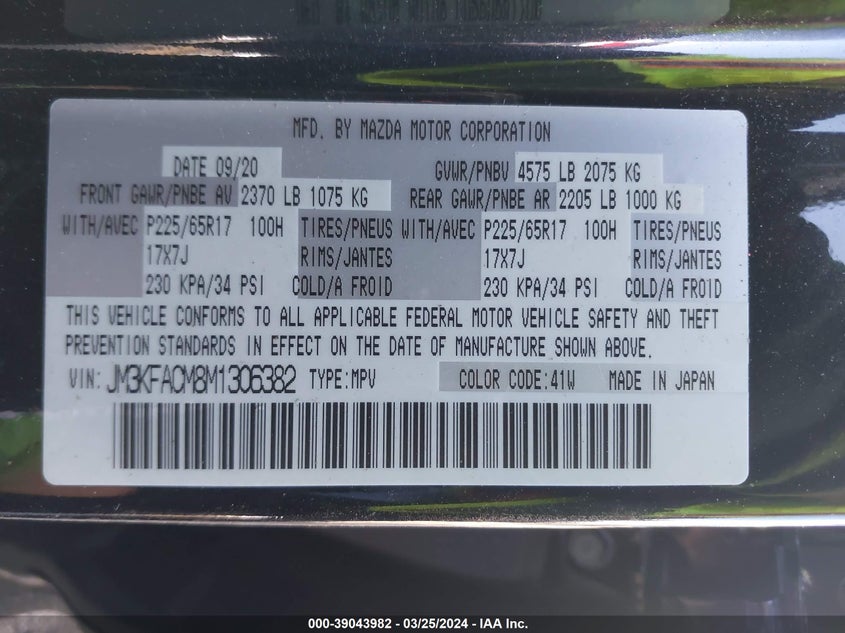 MFD. BY MAZDA MOTOR CORPORATION
DATE 09/20 GVWR/PNBV 4575 LB 2075 KG
FRONT GAWR/PNBE AV 2370 LB 1075 KG REAR GAWR/PNBE AR 2205 LB 1000 KG
WITH/AVEC P225/65R17 100H TIRES/PNEUS WITH/AVEC P225/65R17 100H TIRES/PNEUS
17X7J RIMS/JANTES 17X7J RIMS/JANTES
230 KPA/34 PSI COLD/A FROID 230 KPA/34 PSI COLD/A FROID
THIS VEHICLE CONFORMS TO ALL APPLICABLE FEDERAL MOTOR VEHICLE SAFETY AND THEFT
PREVENTION STANDARDS IN EFFECT ON THE DATE OF MANUFACTURE SHOWN ABOVE.
VIN: JM3KFACM8M1306382 TYPE:MPV COLOR CODE:41W MADE IN JAPAN
000-39043982 - 03/25/2024 - IAA Inc.